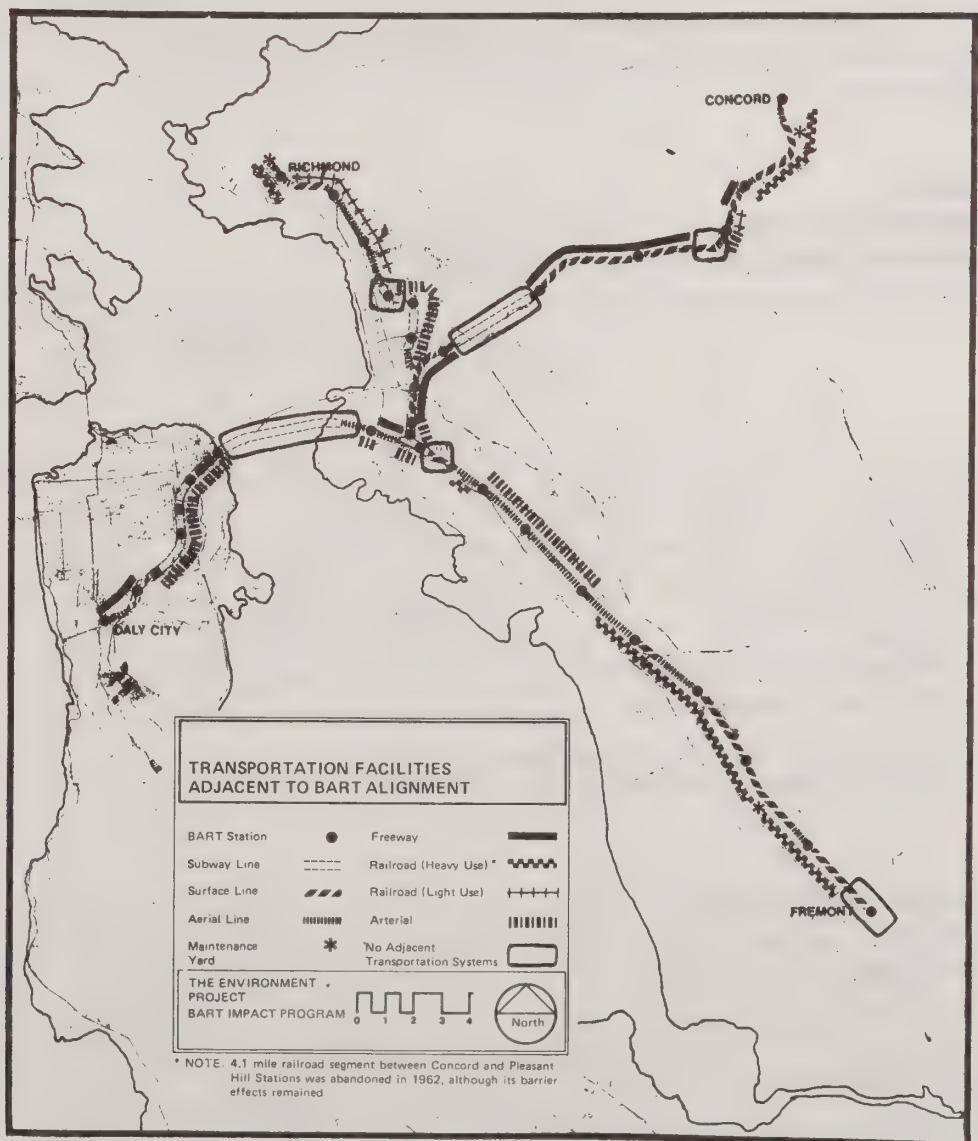 CONCORD
RICHMOND
DALY CITY
FREMONT
TRANSPORTATION FACILITIES
ADJACENT TO BART ALIGNMENT
BART Station
Freeway
Subway Line
Railroad (Heavy Use) *
Surface Line
Railroad (Light Use)
Aerial Line
Arterial
Maintenance
Yard
No Adjacent
Transportation Systems
THE ENVIRONMENT
PROJECT
BART IMPACT PROGRAM
0 1 2 3 4
North
* NOTE. 4.1 mile railroad segment between Concord and Pleasant
Hill Stations was abandoned in 1962, although its barrier
effects remained